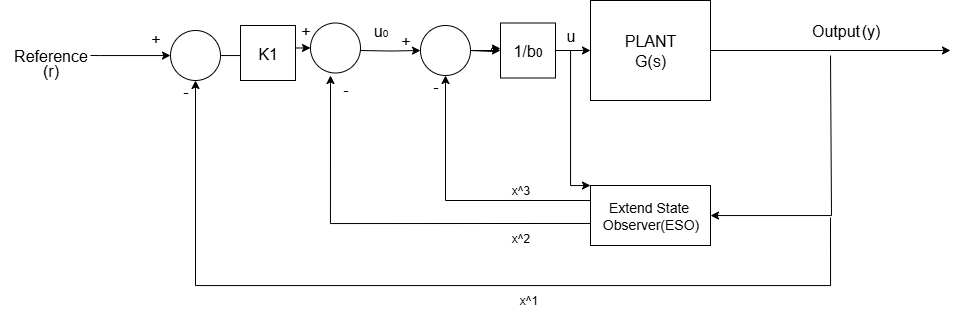 Reference
(r)
+
-
K1
+
-
u₀
+
-
1/b₀
u
PLANT
G(s)
Output(y)
x^3
Extend State
Observer(ESO)
x^2
x^1